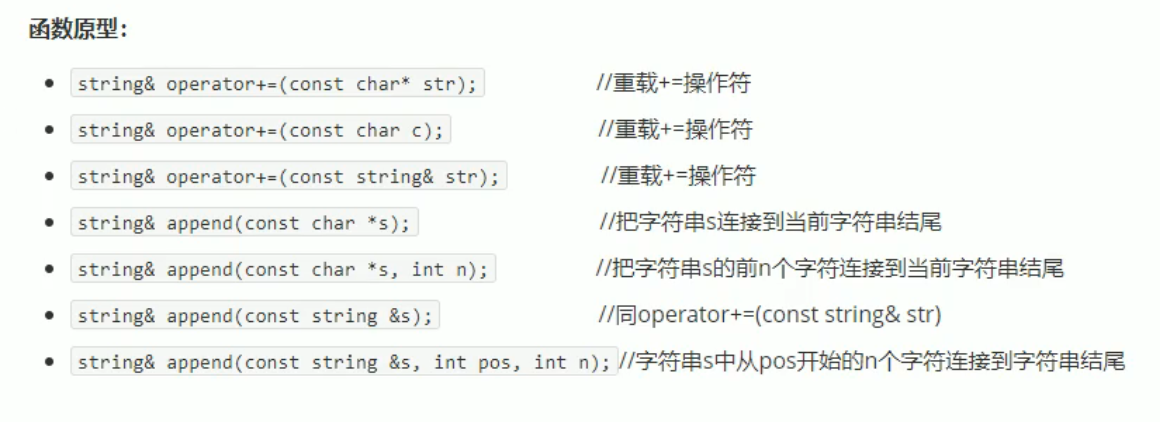 函数原型：
string& operator+=(const char* str); //重载+=操作符
string& operator+=(const char c); //重载+=操作符
string& operator+=(const string& str); //重载+=操作符
string& append(const char *s); //把字符串s连接到当前字符串结尾
string& append(const char *s, int n); //把字符串s的前n个字符连接到当前字符串结尾
string& append(const string &s); //同operator+=(const string& str)
string& append(const string &s, int pos, int n);//字符串s中从pos开始的n个字符连接到字符串结尾